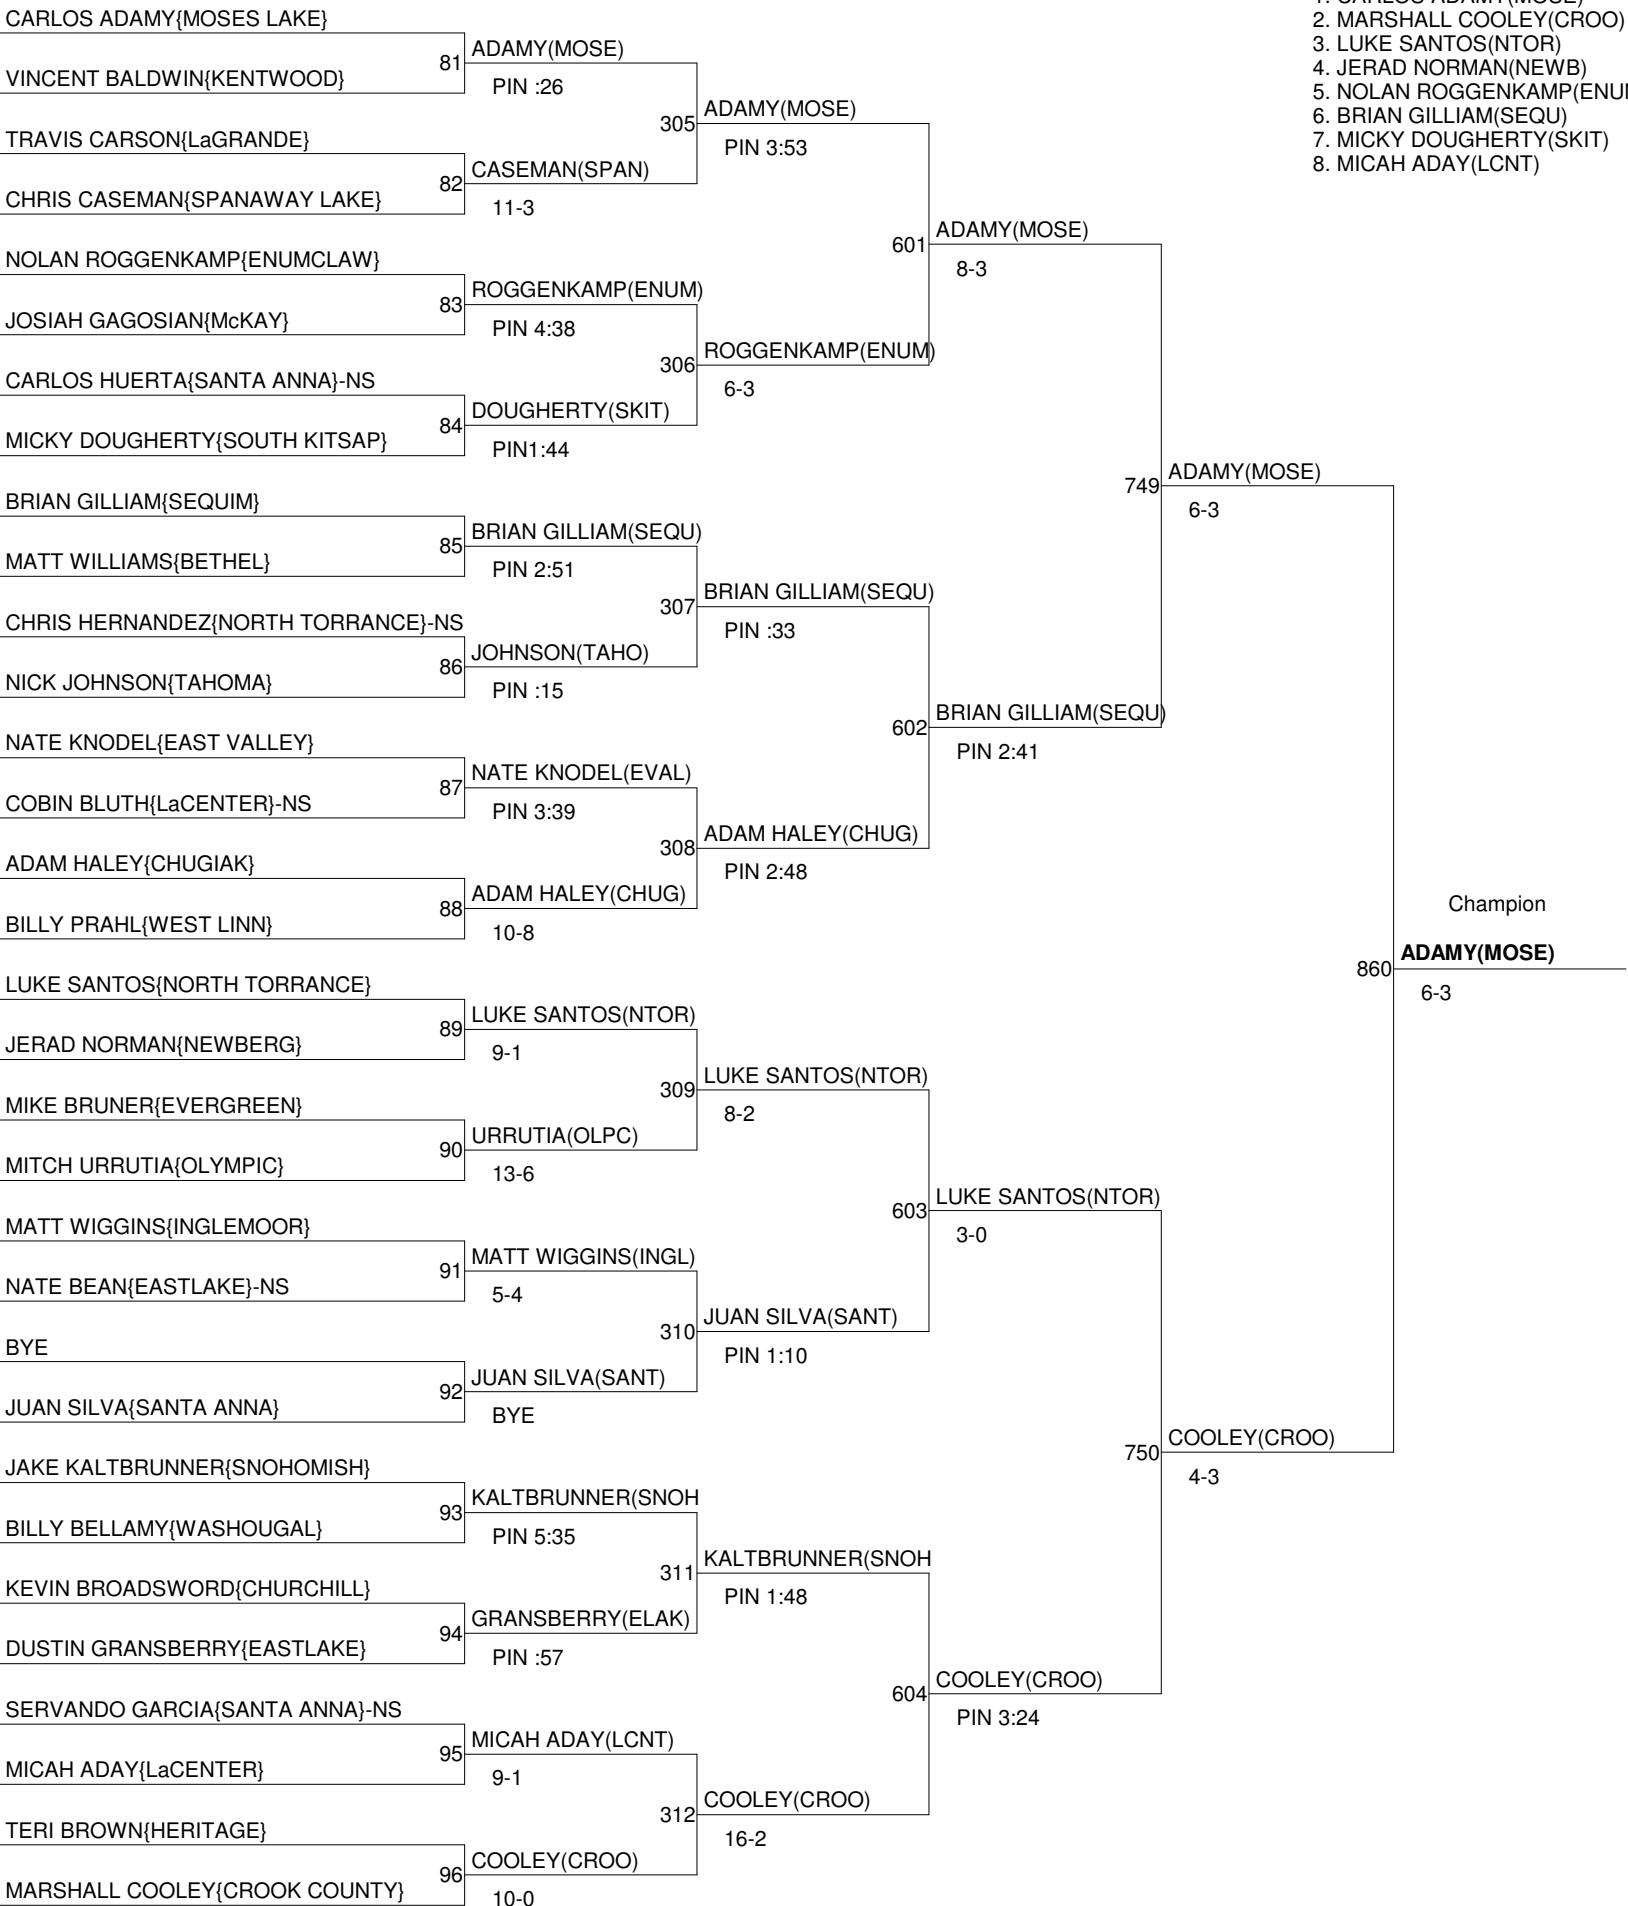 CARLOS ADAMY{MOSES LAKE}
VINCENT BALDWIN{KENTWOOD}
TRAVIS CARSON{LaGRANDE}
CHRIS CASEMAN{SPANAWAY LAKE}
NOLAN ROGGENKAMP{ENUMCLAW}
JOSIAH GAGOSIAN{McKAY}
CARLOS HUERTA{SANTA ANNA}-NS
MICKY DOUGHERTY{SOUTH KITSAP}
BRIAN GILLIAM{SEQUIM}
MATT WILLIAMS{BETHEL}
CHRIS HERNANDEZ{NORTH TORRANCE}-NS
NICK JOHNSON{TAHOMA}
NATE KNODEL{EAST VALLEY}
COBIN BLUTH{LaCENTER}-NS
ADAM HALEY{CHUGIAK}
BILLY PRAHL{WEST LINN}
LUKE SANTOS{NORTH TORRANCE}
JERAD NORMAN{NEWBERG}
MIKE BRUNER{EVERGREEN}
MITCH URRUTIA{OLYMPIC}
MATT WIGGINS{INGLEMOOR}
NATE BEAN{EASTLAKE}-NS
BYE
JUAN SILVA{SANTA ANNA}
JAKE KALTBRUNNER{SNOHOMISH}
BILLY BELLAMY{WASHOUGAL}
KEVIN BROADSWORD{CHURCHILL}
DUSTIN GRANSBERRY{EASTLAKE}
SERVANDO GARCIA{SANTA ANNA}-NS
MICAH ADAY{LaCENTER}
TERI BROWN{HERITAGE}
MARSHALL COOLEY{CROOK COUNTY}
81 ADAMY(MOSE)
PIN :26
82 CASEMAN(SPAN)
11-3
83 ROGGENKAMP(ENUM)
PIN 4:38
84 DOUGHERTY(SKIT)
PIN1:44
85 BRIAN GILLIAM(SEQU)
PIN 2:51
86 JOHNSON(TAHO)
PIN :15
87 NATE KNODEL(EVAL)
PIN 3:39
88 ADAM HALEY(CHUG)
10-8
89 LUKE SANTOS(NTOR)
9-1
90 URRUTIA(OLPC)
13-6
91 MATT WIGGINS(INGL)
5-4
92 JUAN SILVA(SANT)
BYE
93 KALTBRUNNER(SNOH
PIN 5:35
94 GRANSBERRY(ELAK)
PIN :57
95 MICAH ADAY(LCNT)
9-1
96 COOLEY(CROO)
10-0
305 ADAMY(MOSE)
PIN 3:53
306 ROGGENKAMP(ENUM)
6-3
307 BRIAN GILLIAM(SEQU)
PIN :33
308 ADAM HALEY(CHUG)
PIN 2:48
309 LUKE SANTOS(NTOR)
8-2
310 JUAN SILVA(SANT)
PIN 1:10
311 KALTBRUNNER(SNOH
PIN 1:48
312 COOLEY(CROO)
16-2
601 ADAMY(MOSE)
8-3
602 BRIAN GILLIAM(SEQU)
PIN 2:41
603 LUKE SANTOS(NTOR)
3-0
604 COOLEY(CROO)
PIN 3:24
749 ADAMY(MOSE)
6-3
750 COOLEY(CROO)
4-3
Champion
860 ADAMY(MOSE)
6-3
1. CARLOS ADAMY(MOSE)
2. MARSHALL COOLEY(CROO)
3. LUKE SANTOS(NTOR)
4. JERAD NORMAN(NEWB)
5. NOLAN ROGGENKAMP(ENU
6. BRIAN GILLIAM(SEQU)
7. MICKY DOUGHERTY(SKIT)
8. MICAH ADAY(LCNT)